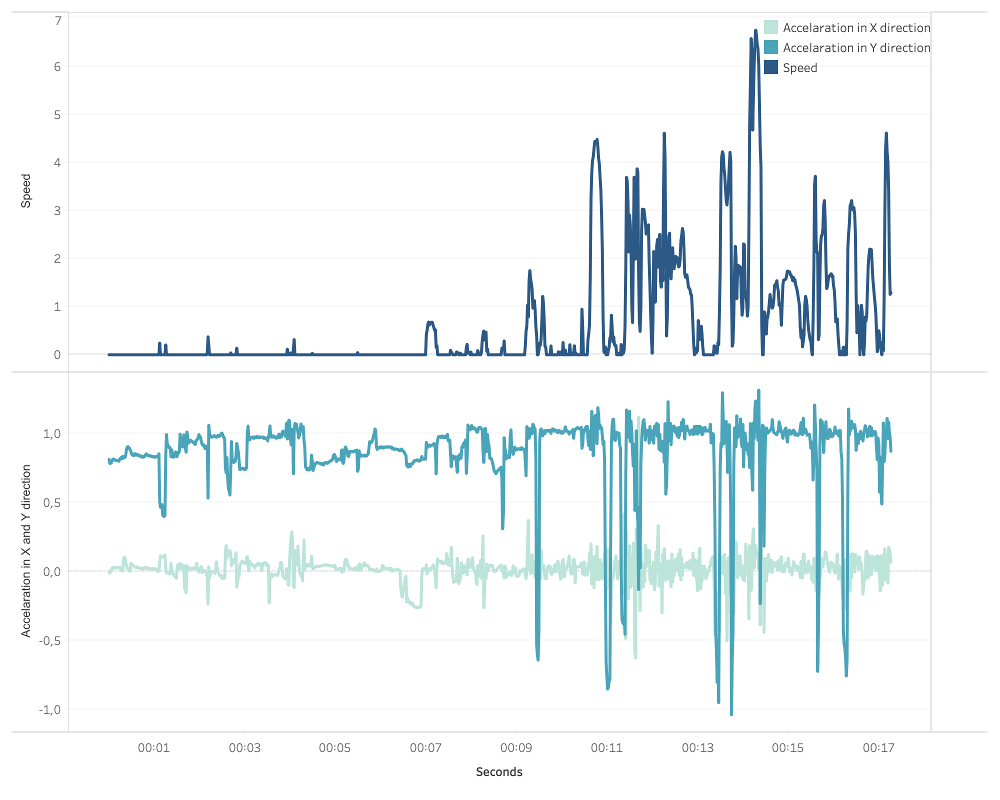 7
Accelaration in X direction
Accelaration in Y direction
6
Speed
5
4
Speed
3
2
1
0
1,0
Accelaration in X and Y direction
0,5
0,0
-0,5
-1,0
00:01 00:03 00:05 00:07 00:09 00:11 00:13 00:15 00:17
Seconds